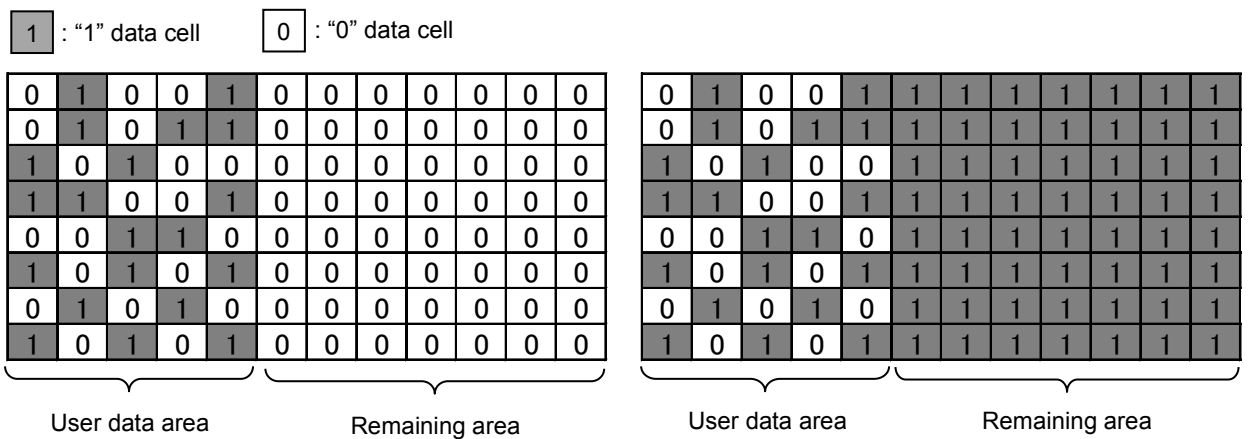 1 : “1” data cell 0 : “0” data cell
0 1 0 0 1 0 0 0 0 0 0 0 0 1 0 0 1 1 1 1 1 1 1 1
0 1 0 1 1 0 0 0 0 0 0 0 0 1 0 1 1 1 1 1 1 1 1 1
1 0 1 0 0 0 0 0 0 0 0 0 1 0 1 0 0 1 1 1 1 1 1 1
1 1 0 0 1 0 0 0 0 0 0 0 1 1 0 0 1 1 1 1 1 1 1 1
0 0 1 1 0 0 0 0 0 0 0 0 0 0 1 1 0 1 1 1 1 1 1 1
1 0 1 0 1 0 0 0 0 0 0 0 1 0 1 0 1 1 1 1 1 1 1 1
0 1 0 1 0 0 0 0 0 0 0 0 0 1 0 1 0 1 1 1 1 1 1 1
1 0 1 0 1 0 0 0 0 0 0 0 1 0 1 0 1 1 1 1 1 1 1 1
User data area Remaining area User data area Remaining area